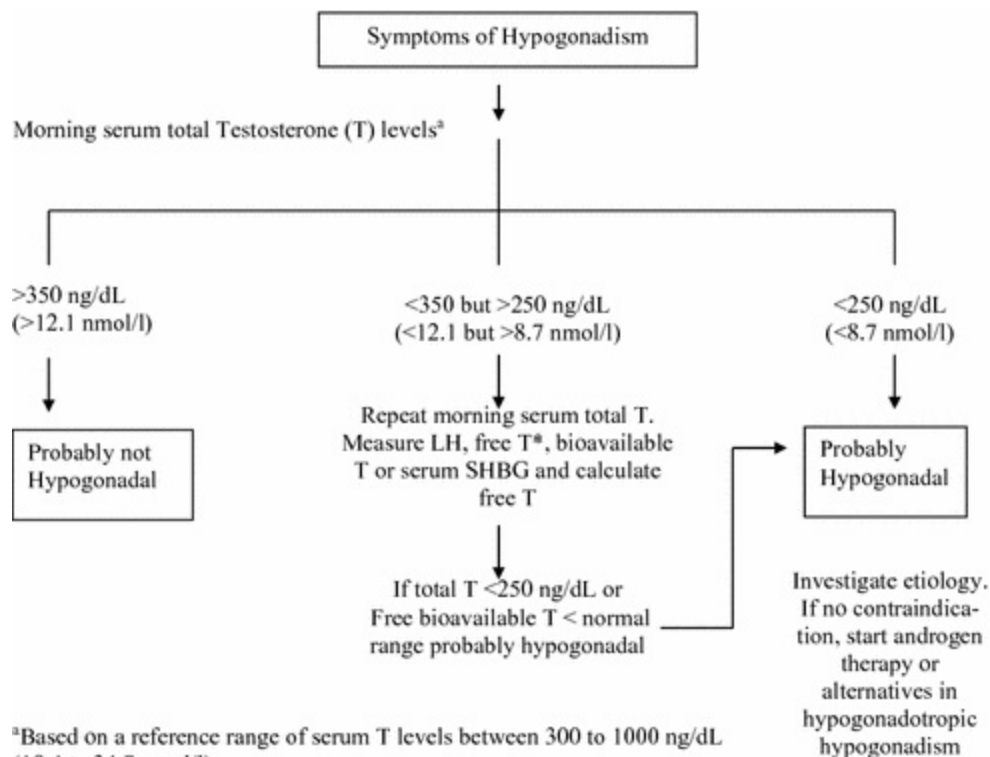 Symptoms of Hypogonadism
Morning serum total Testosterone (T) levelsᵃ
>350 ng/dL
(>12.1 nmol/l)
<350 but >250 ng/dL
(<12.1 but >8.7 nmol/l)
<250 ng/dL
(<8.7 nmol/l)
Probably not
Hypogonadal
Repeat morning serum total T.
Measure LH, free T*, bioavailable
T or serum SHBG and calculate
free T
Probably
Hypogonadal
If total T <250 ng/dL or
Free bioavailable T < normal
range probably hypogonadal
Investigate etiology.
If no contraindica-
tion, start androgen
therapy or
alternatives in
hypogonadotropic
hypogonadism
ᵃBased on a reference range of serum T levels between 300 to 1000 ng/dL